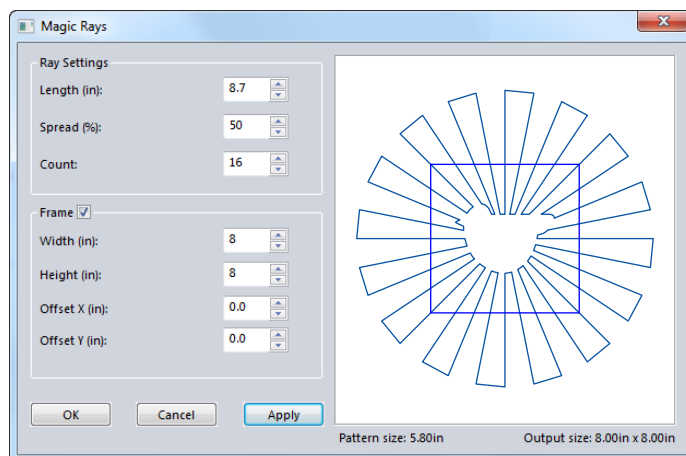 Magic Rays
Ray Settings
Length (in): 8.7
Spread (%): 50
Count: 16
Frame
Width (in): 8
Height (in): 8
Offset X (in): 0.0
Offset Y (in): 0.0
OK Cancel Apply
Pattern size: 5.80in Output size: 8.00in x 8.00in